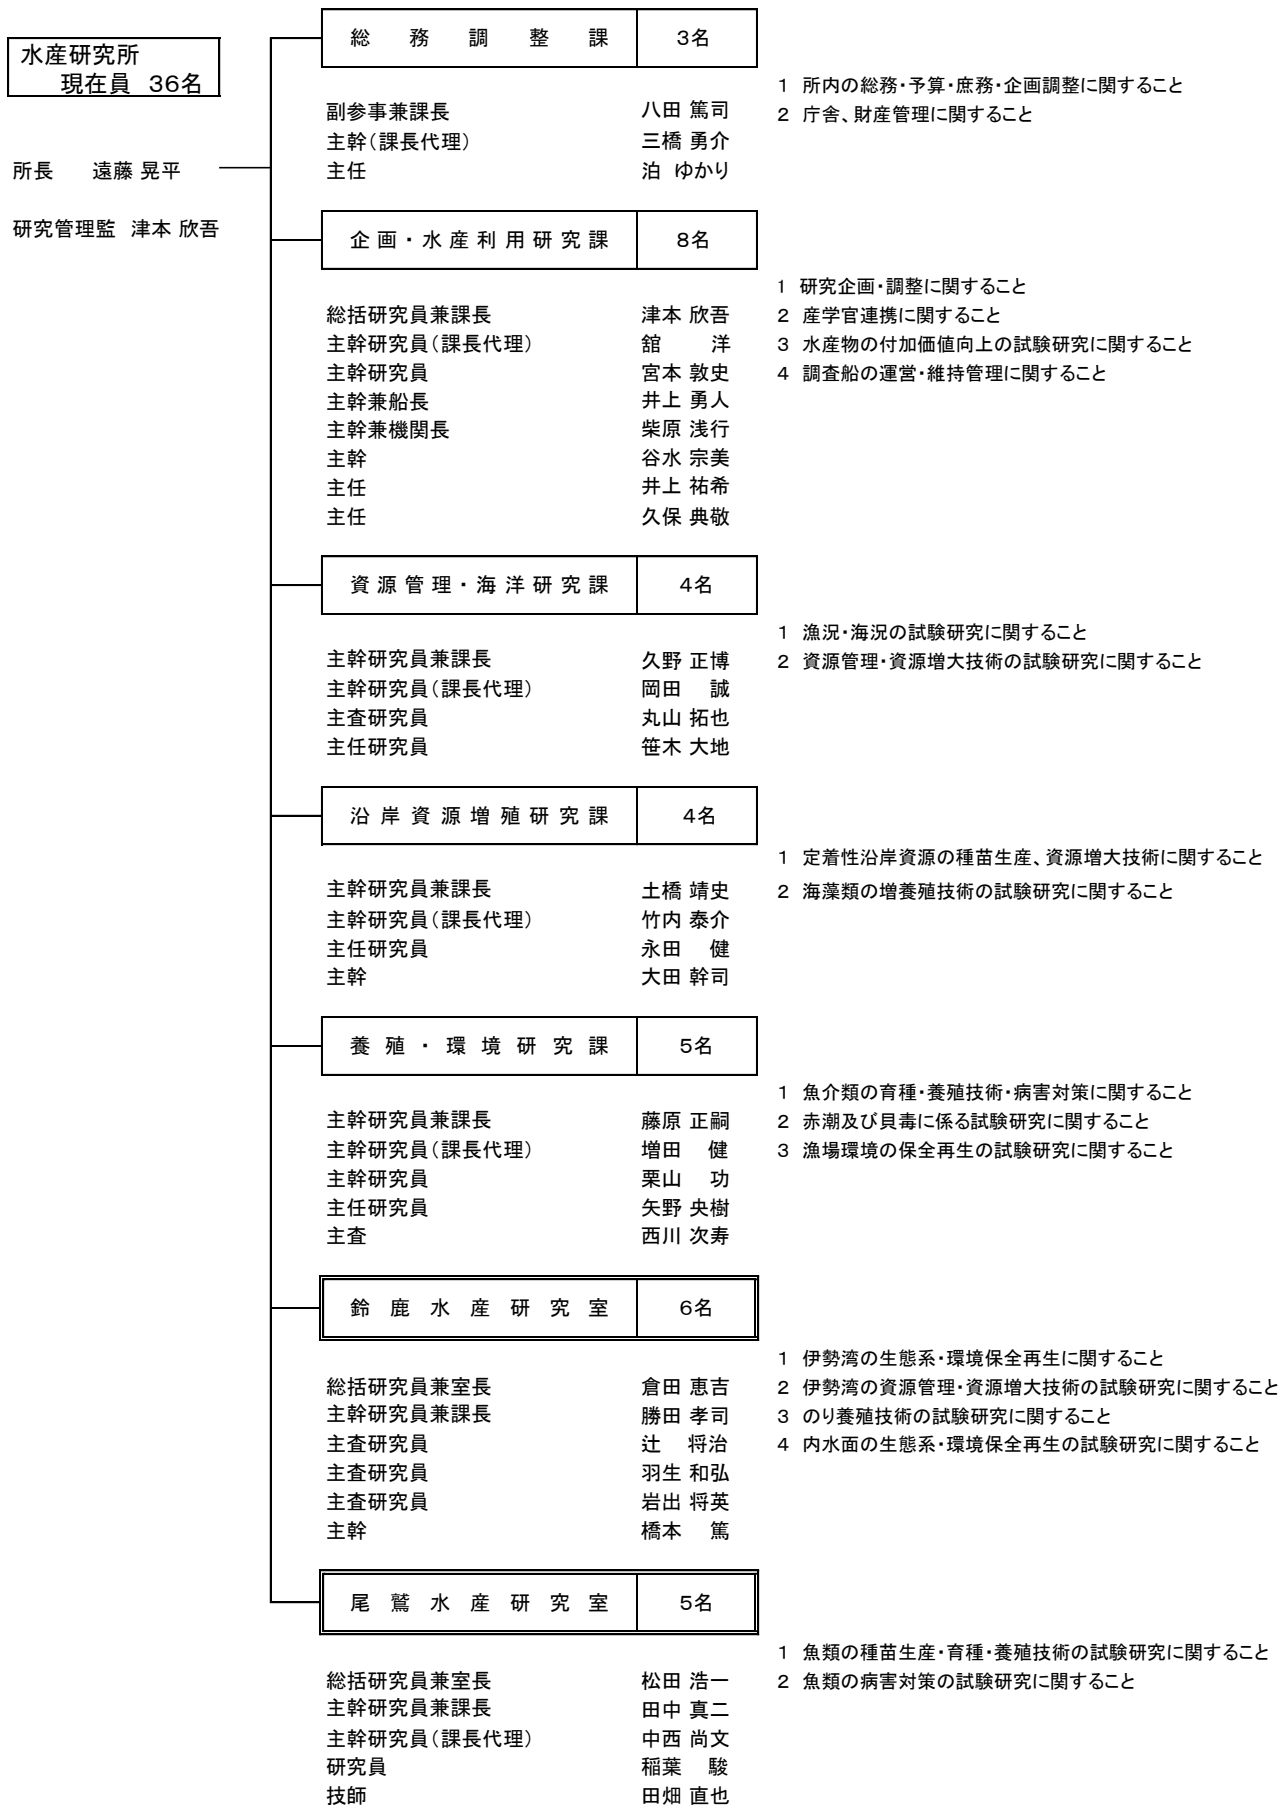 水産研究所
現在員 36名
所長 遠藤 晃平
研究管理監 津本 欣吾
総務調整課 3名
1 所内の総務・予算・庶務・企画調整に関すること
副参事兼課長 八田 篤司 2 庁舎、財産管理に関すること
主幹(課長代理) 三橋 勇介
主任 泊 ゆかり
企画・水産利用研究課 8名
1 研究企画・調整に関すること
総括研究員兼課長 津本 欣吾 2 産学官連携に関すること
主幹研究員(課長代理) 舘 洋 3 水産物の付加価値向上の試験研究に関すること
主幹研究員 宮本 敦史 4 調査船の運営・維持管理に関すること
主幹兼船長 井上 勇人
主幹兼機関長 柴原 浅行
主幹 谷水 宗美
主任 井上 祐希
主任 久保 典敬
資源管理・海洋研究課 4名
1 漁況・海況の試験研究に関すること
主幹研究員兼課長 久野 正博 2 資源管理・資源増大技術の試験研究に関すること
主幹研究員(課長代理) 岡田 誠
主査研究員 丸山 拓也
主任研究員 笹木 大地
沿岸資源増殖研究課 4名
1 定着性沿岸資源の種苗生産、資源増大技術に関すること
主幹研究員兼課長 土橋 靖史 2 海藻類の増養殖技術の試験研究に関すること
主幹研究員(課長代理) 竹内 泰介
主任研究員 永田 健
主幹 大田 幹司
養殖・環境研究課 5名
1 魚介類の育種・養殖技術・病害対策に関すること
主幹研究員兼課長 藤原 正嗣 2 赤潮及び貝毒に係る試験研究に関すること
主幹研究員(課長代理) 増田 健 3 漁場環境の保全再生の試験研究に関すること
主幹研究員 栗山 功
主任研究員 矢野 央樹
主査 西川 次寿
鈴鹿水産研究室 6名
1 伊勢湾の生態系・環境保全再生に関すること
総括研究員兼室長 倉田 恵吉 2 伊勢湾の資源管理・資源増大技術の試験研究に関すること
主幹研究員兼課長 勝田 孝司 3 のり養殖技術の試験研究に関すること
主査研究員 辻 将治 4 内水面の生態系・環境保全再生の試験研究に関すること
主査研究員 羽生 和弘
主査研究員 岩出 将英
主幹 橋本 篤
尾鷲水産研究室 5名
1 魚類の種苗生産・育種・養殖技術の試験研究に関すること
総括研究員兼室長 松田 浩一 2 魚類の病害対策の試験研究に関すること
主幹研究員兼課長 田中 真二
主幹研究員(課長代理) 中西 尚文
研究員 稲葉 駿
技師 田畑 直也